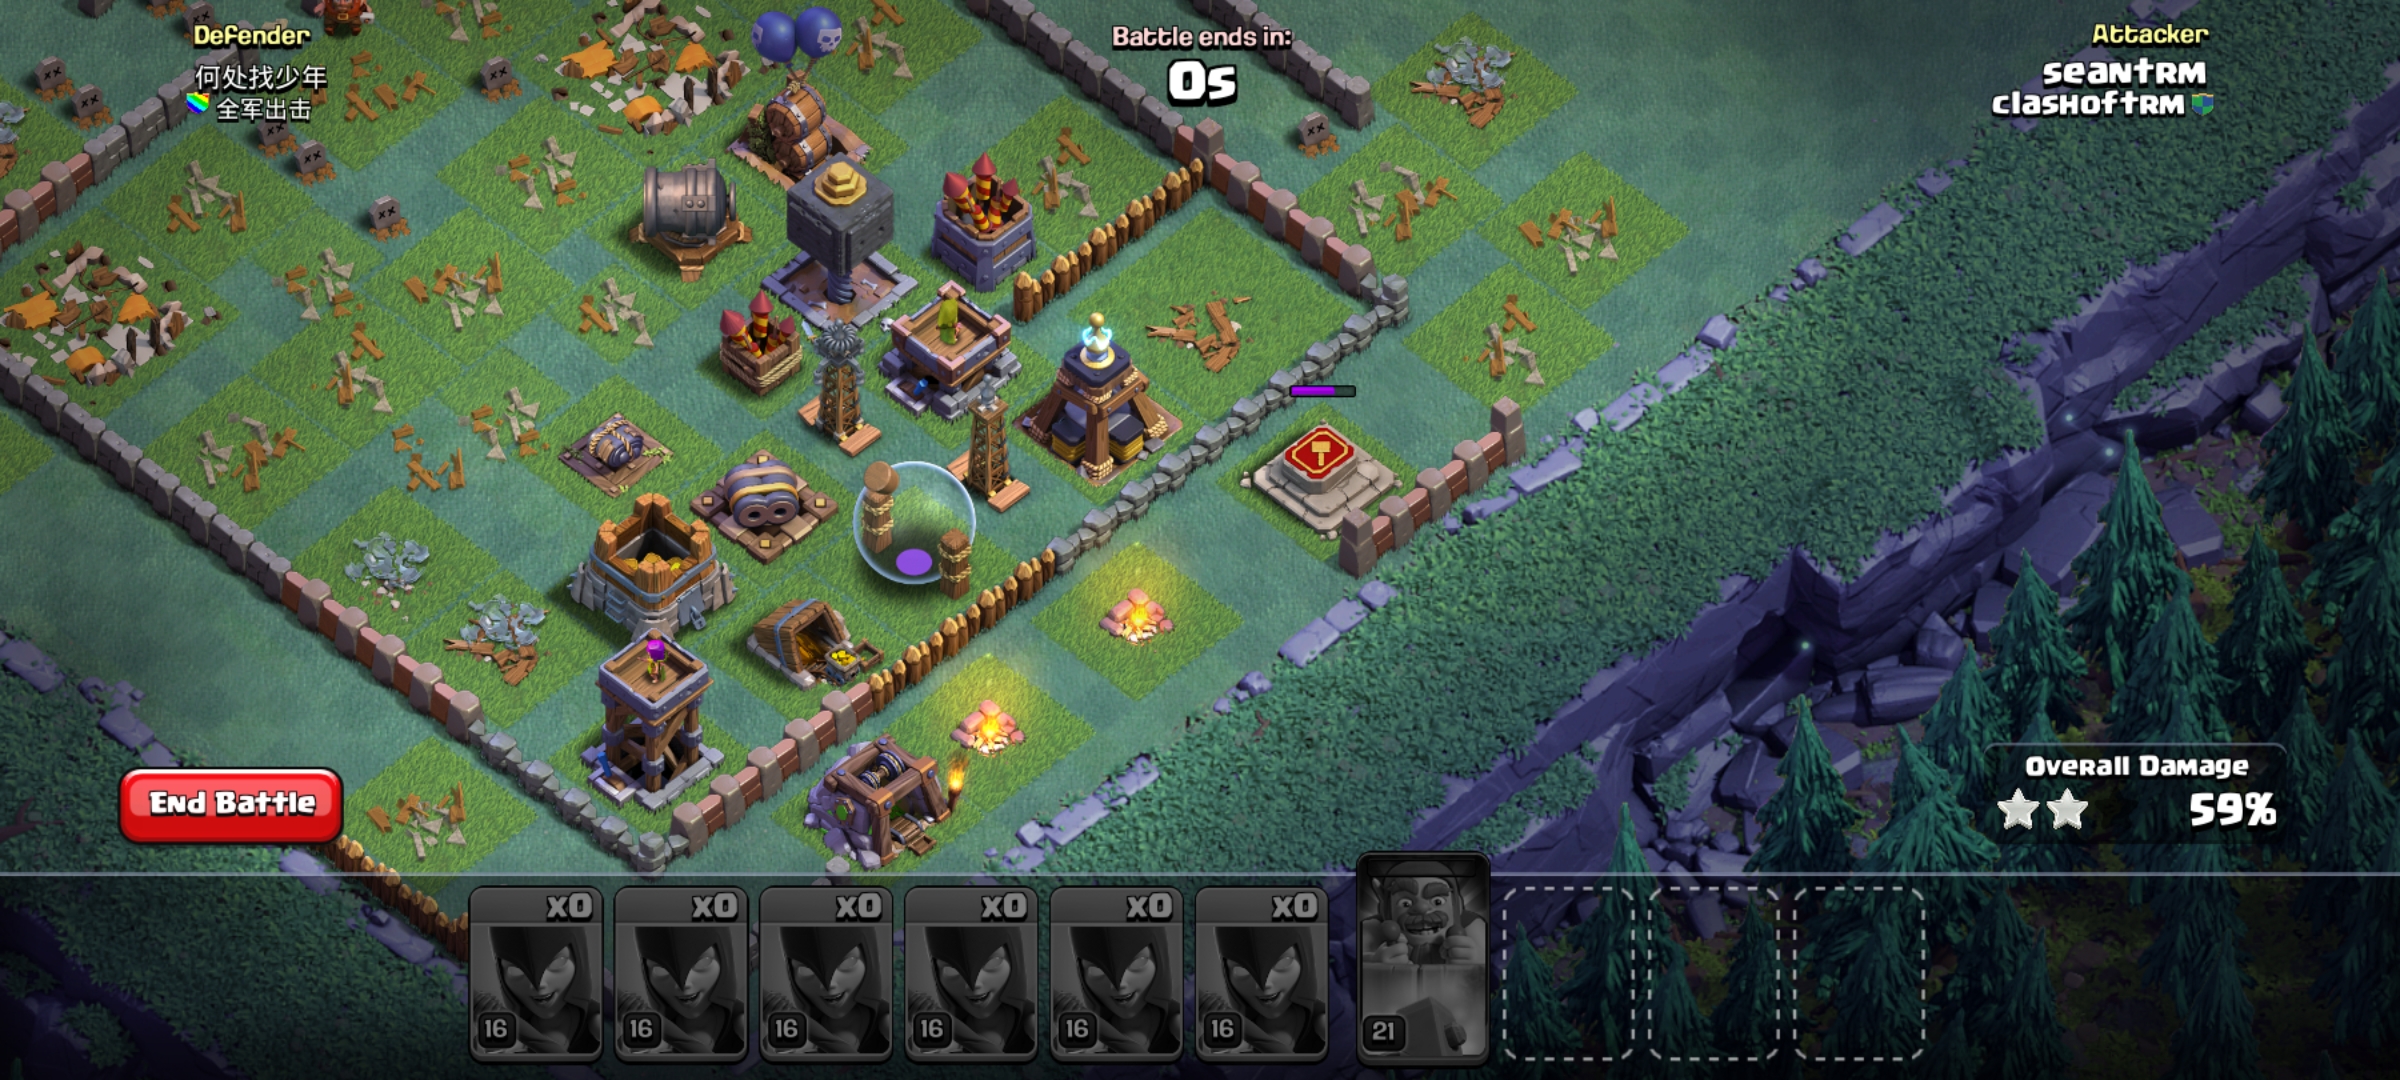 Defender
何处找少年
全军出击
Battle ends in:
0s
Attacker
seantRM
clashoftRM
End Battle
Overall Damage
59%
x0
x0
x0
x0
x0
x0
16
16
16
16
16
16
21